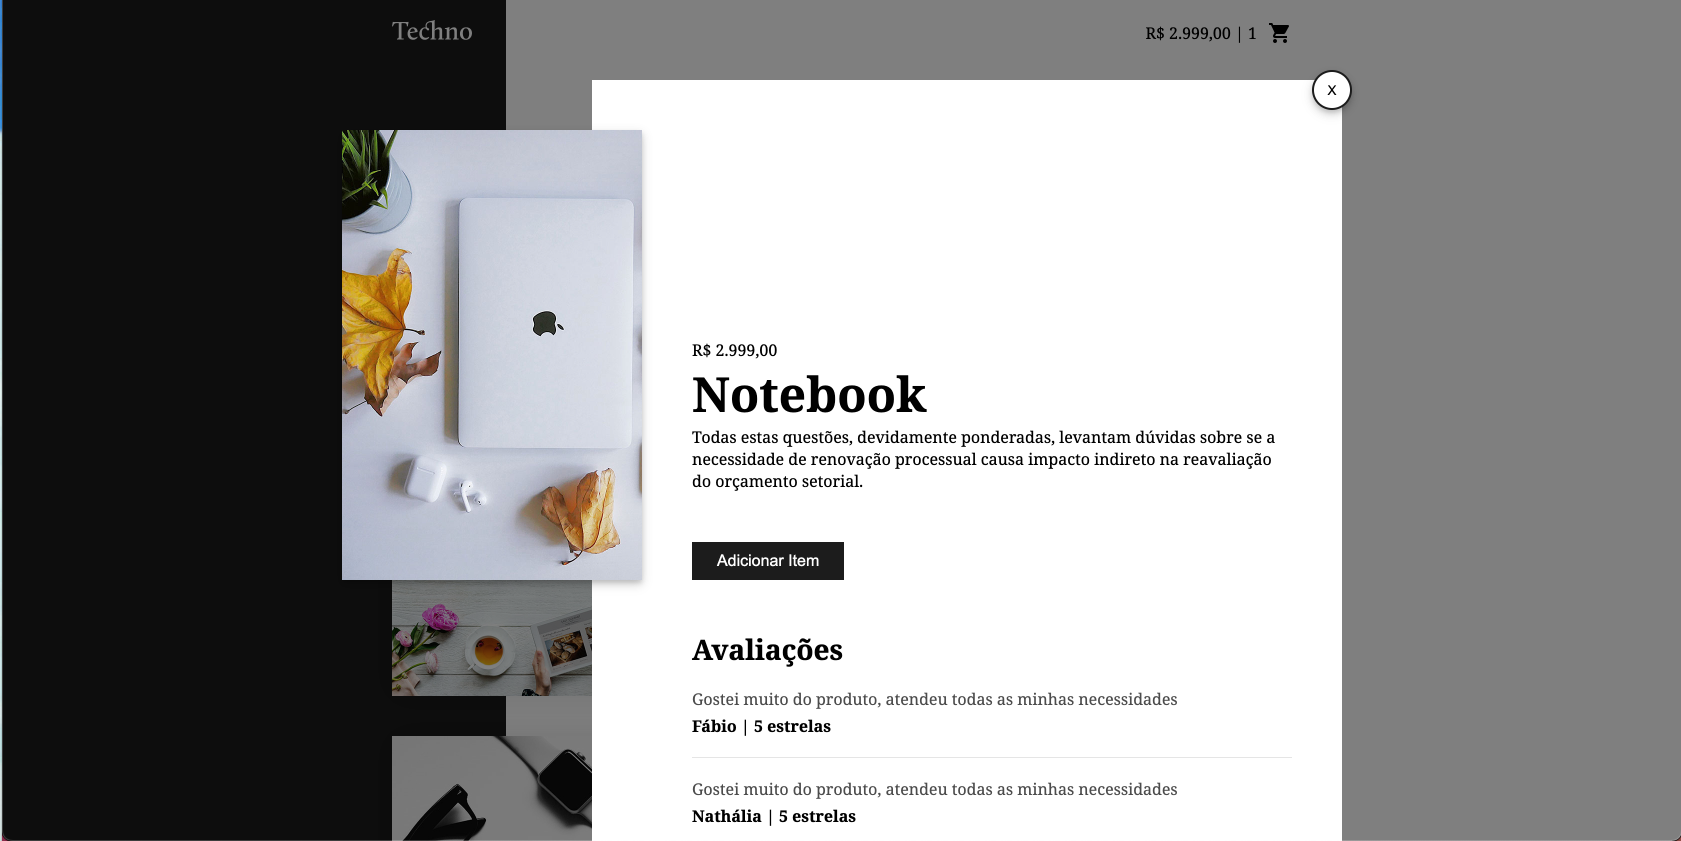 Techno
R$ 2.999,00 | 1
X
R$ 2.999,00
Notebook
Todas estas questões, devidamente ponderadas, levantam dúvidas sobre se a
necessidade de renovação processual causa impacto indireto na reavaliação
do orçamento setorial.
Adicionar Item
Avaliações
Gostei muito do produto, atendeu todas as minhas necessidades
Fábio | 5 estrelas
Gostei muito do produto, atendeu todas as minhas necessidades
Nathália | 5 estrelas